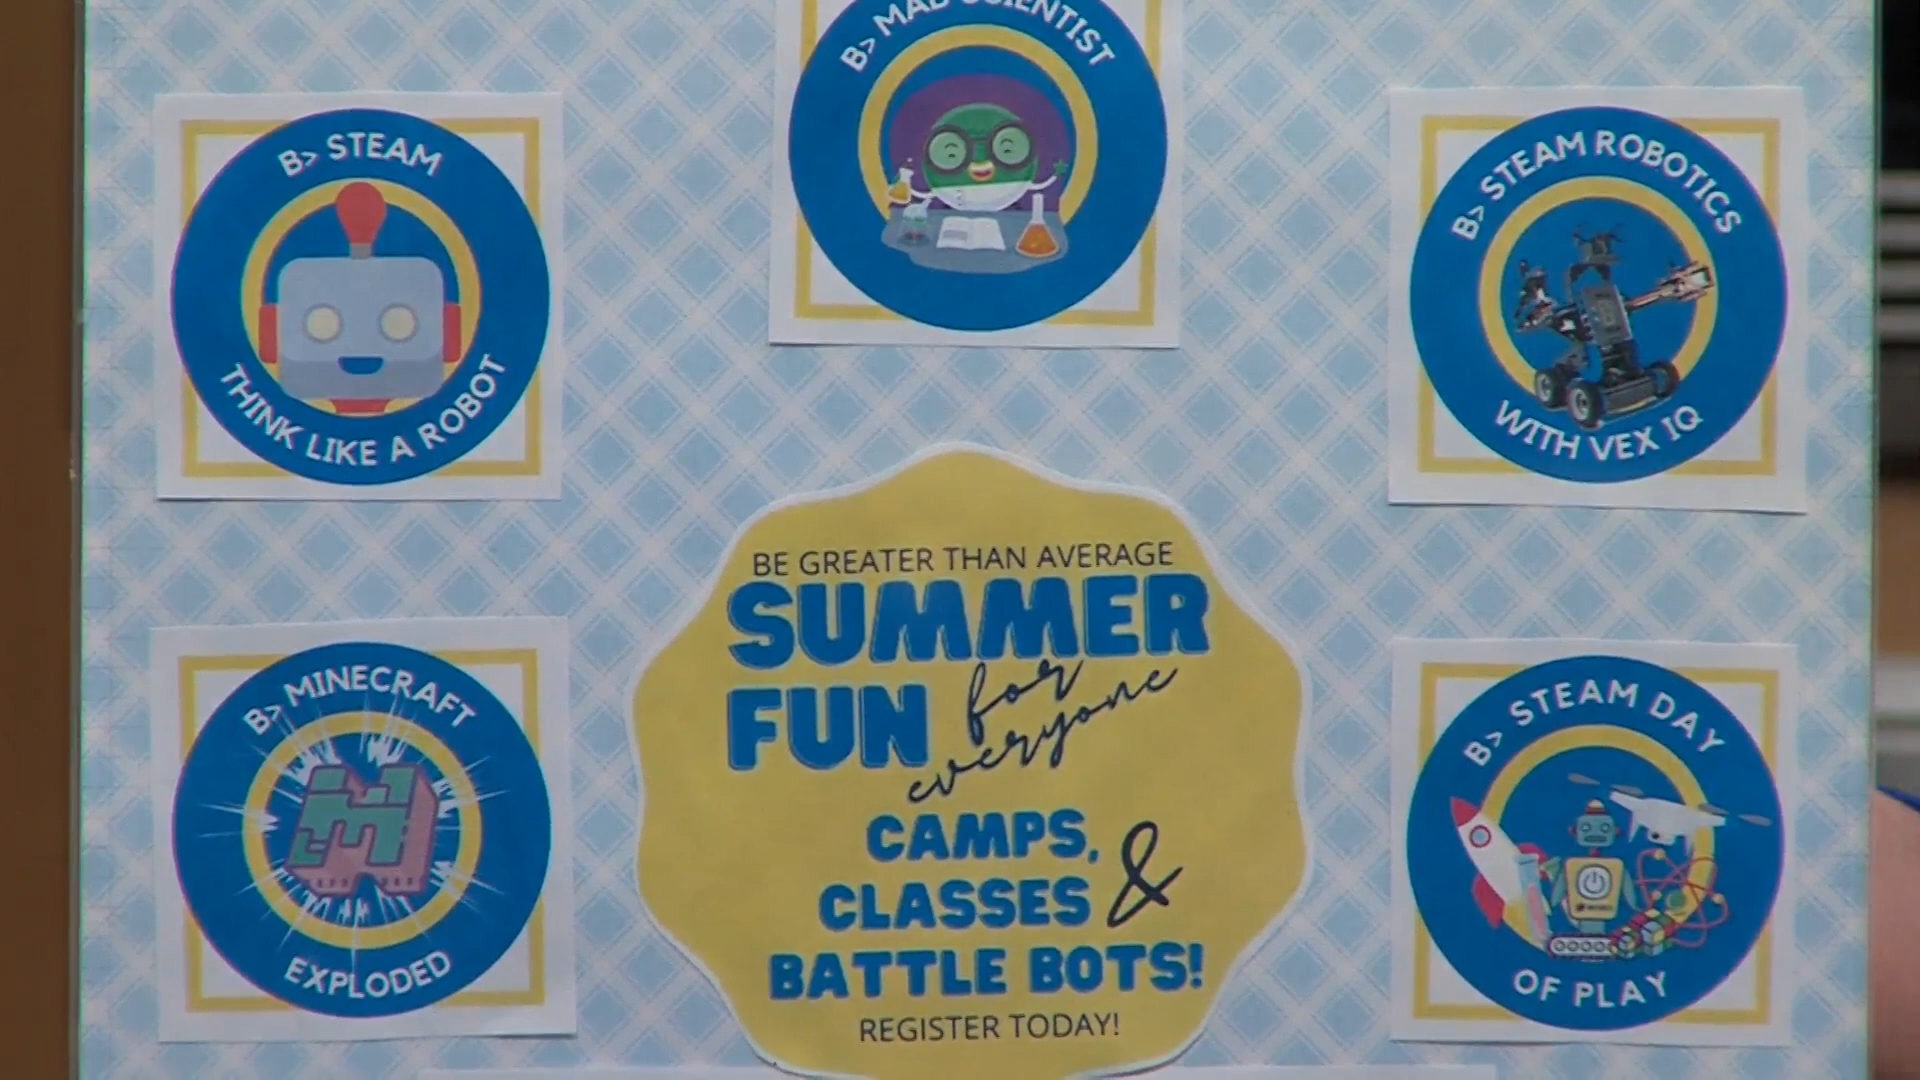 B> MAD SCIENTIST
B> STEAM
THINK LIKE A ROBOT
B> STEAM ROBOTICS
WITH VEX IQ
BE GREATER THAN AVERAGE
SUMMER
FUN for
everyone
CAMPS,
CLASSES &
BATTLE BOTS!
REGISTER TODAY!
B> MINECRAFT
EXPLODED
B> STEAM DAY
OF PLAY